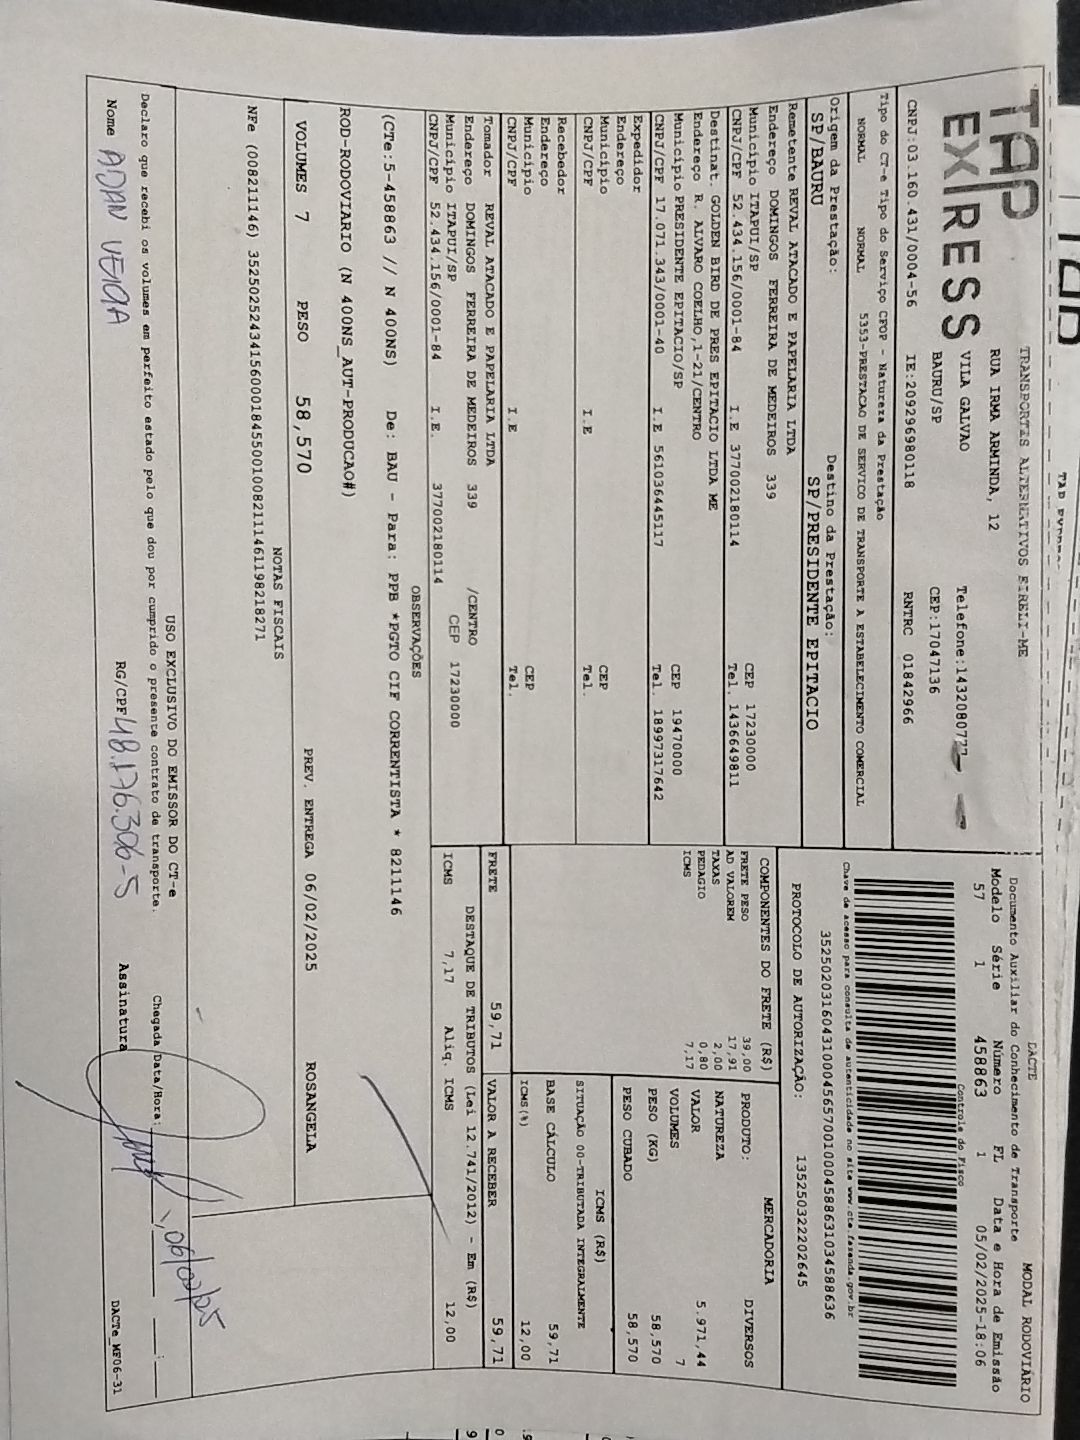 TAP
EXPRESS
TRANSPORTES ALTERNATIVOS EIRELI-ME
RUA IRMA ARMINDA, 12
VILA GALVAO
Telefone:1432080777
BAURU/SP
CEP:17047136
CNPJ:03.160.431/0004-56
IE:209296980118
RNTRC 01842966
Tipo do CT-e Tipo do Serviço CFOP - Natureza da Prestação
NORMAL NORMAL 5353-PRESTACAO DE SERVICO DE TRANSPORTE A ESTABELECIMENTO COMERCIAL
Origem da Prestação: Destino da Prestação:
SP/BAURU SP/PRESIDENTE EPITACIO
Remetente REVAL ATACADO E PAPELARIA LTDA
Endereço DOMINGOS FERREIRA DE MEDEIROS 339
Município ITAPUI/SP CEP 17230000
CNPJ/CPF 52.434.156/0001-84 I.E 377002180114 Tel. 1436649811
Destinat. GOLDEN BIRD DE PRES EPITACIO LTDA ME
Endereço R. ALVARO COELHO,1-21/CENTRO
Município PRESIDENTE EPITACIO/SP CEP 19470000
CNPJ/CPF 17.071.343/0001-40 I.E 561036445117 Tel. 18997317642
Expedidor
Endereço
Município CEP
CNPJ/CPF I.E Tel.
Recebedor
Endereço
Município CEP
CNPJ/CPF I.E Tel.
Tomador REVAL ATACADO E PAPELARIA LTDA
Endereço DOMINGOS FERREIRA DE MEDEIROS 339 /CENTRO
Município ITAPUI/SP CEP 17230000
CNPJ/CPF 52.434.156/0001-84 I.E. 377002180114
DACTE MODAL RODOVIÁRIO
Documento Auxiliar do Conhecimento de Transporte
Modelo Série Número FL Data e Hora de Emissão
57 1 458863 1 05/02/2025-18:06
Controle do Fisco
Chave de acesso para consulta de autenticidade no site www.cte.fazenda.gov.br
35250203160431000456570010004588631034588636
PROTOCOLO DE AUTORIZAÇÃO: 135250322202645
COMPONENTES DO FRETE (R$)
FRETE PESO 39,00
AD VALOREM 17,91
TAXAS 2,00
PEDAGIO 0,80
ICMS 7,17
MERCADORIA
PRODUTO: DIVERSOS
NATUREZA
VALOR 5.971,44
VOLUMES 7
PESO (KG) 58,570
PESO CUBADO 58,570
ICMS (R$)
SITUAÇÃO 00-TRIBUTADA INTEGRALMENTE
BASE CÁLCULO 59,71
ICMS(%) 12,00
FRETE 59,71 VALOR A RECEBER 59,71
DESTAQUE DE TRIBUTOS (Lei 12.741/2012) - Em (R$)
ICMS 7,17 Aliq. ICMS 12,00
OBSERVAÇÕES
(CTe:5-458863 // N 400NS) De: BAU - Para: PPB *PGTO CIF CORRENTISTA * 8211146
ROD-RODOVIARIO (N 400NS_AUT-PRODUCAO#)
VOLUMES 7 PESO 58,570 PREV. ENTREGA 06/02/2025 ROSANGELA
NOTAS FISCAIS
NFe (008211146) 35250252434156000184550010082111461198218271
USO EXCLUSIVO DO EMISSOR DO CT-e
Declaro que recebi os volumes em perfeito estado pelo que dou por cumprido o presente contrato de transporte.
Chegada Data/Hora: 06/02/25
Nome ADAN VEIGA RG/CPF 48.176.306-5 Assinatura
DACTe_MF06-31